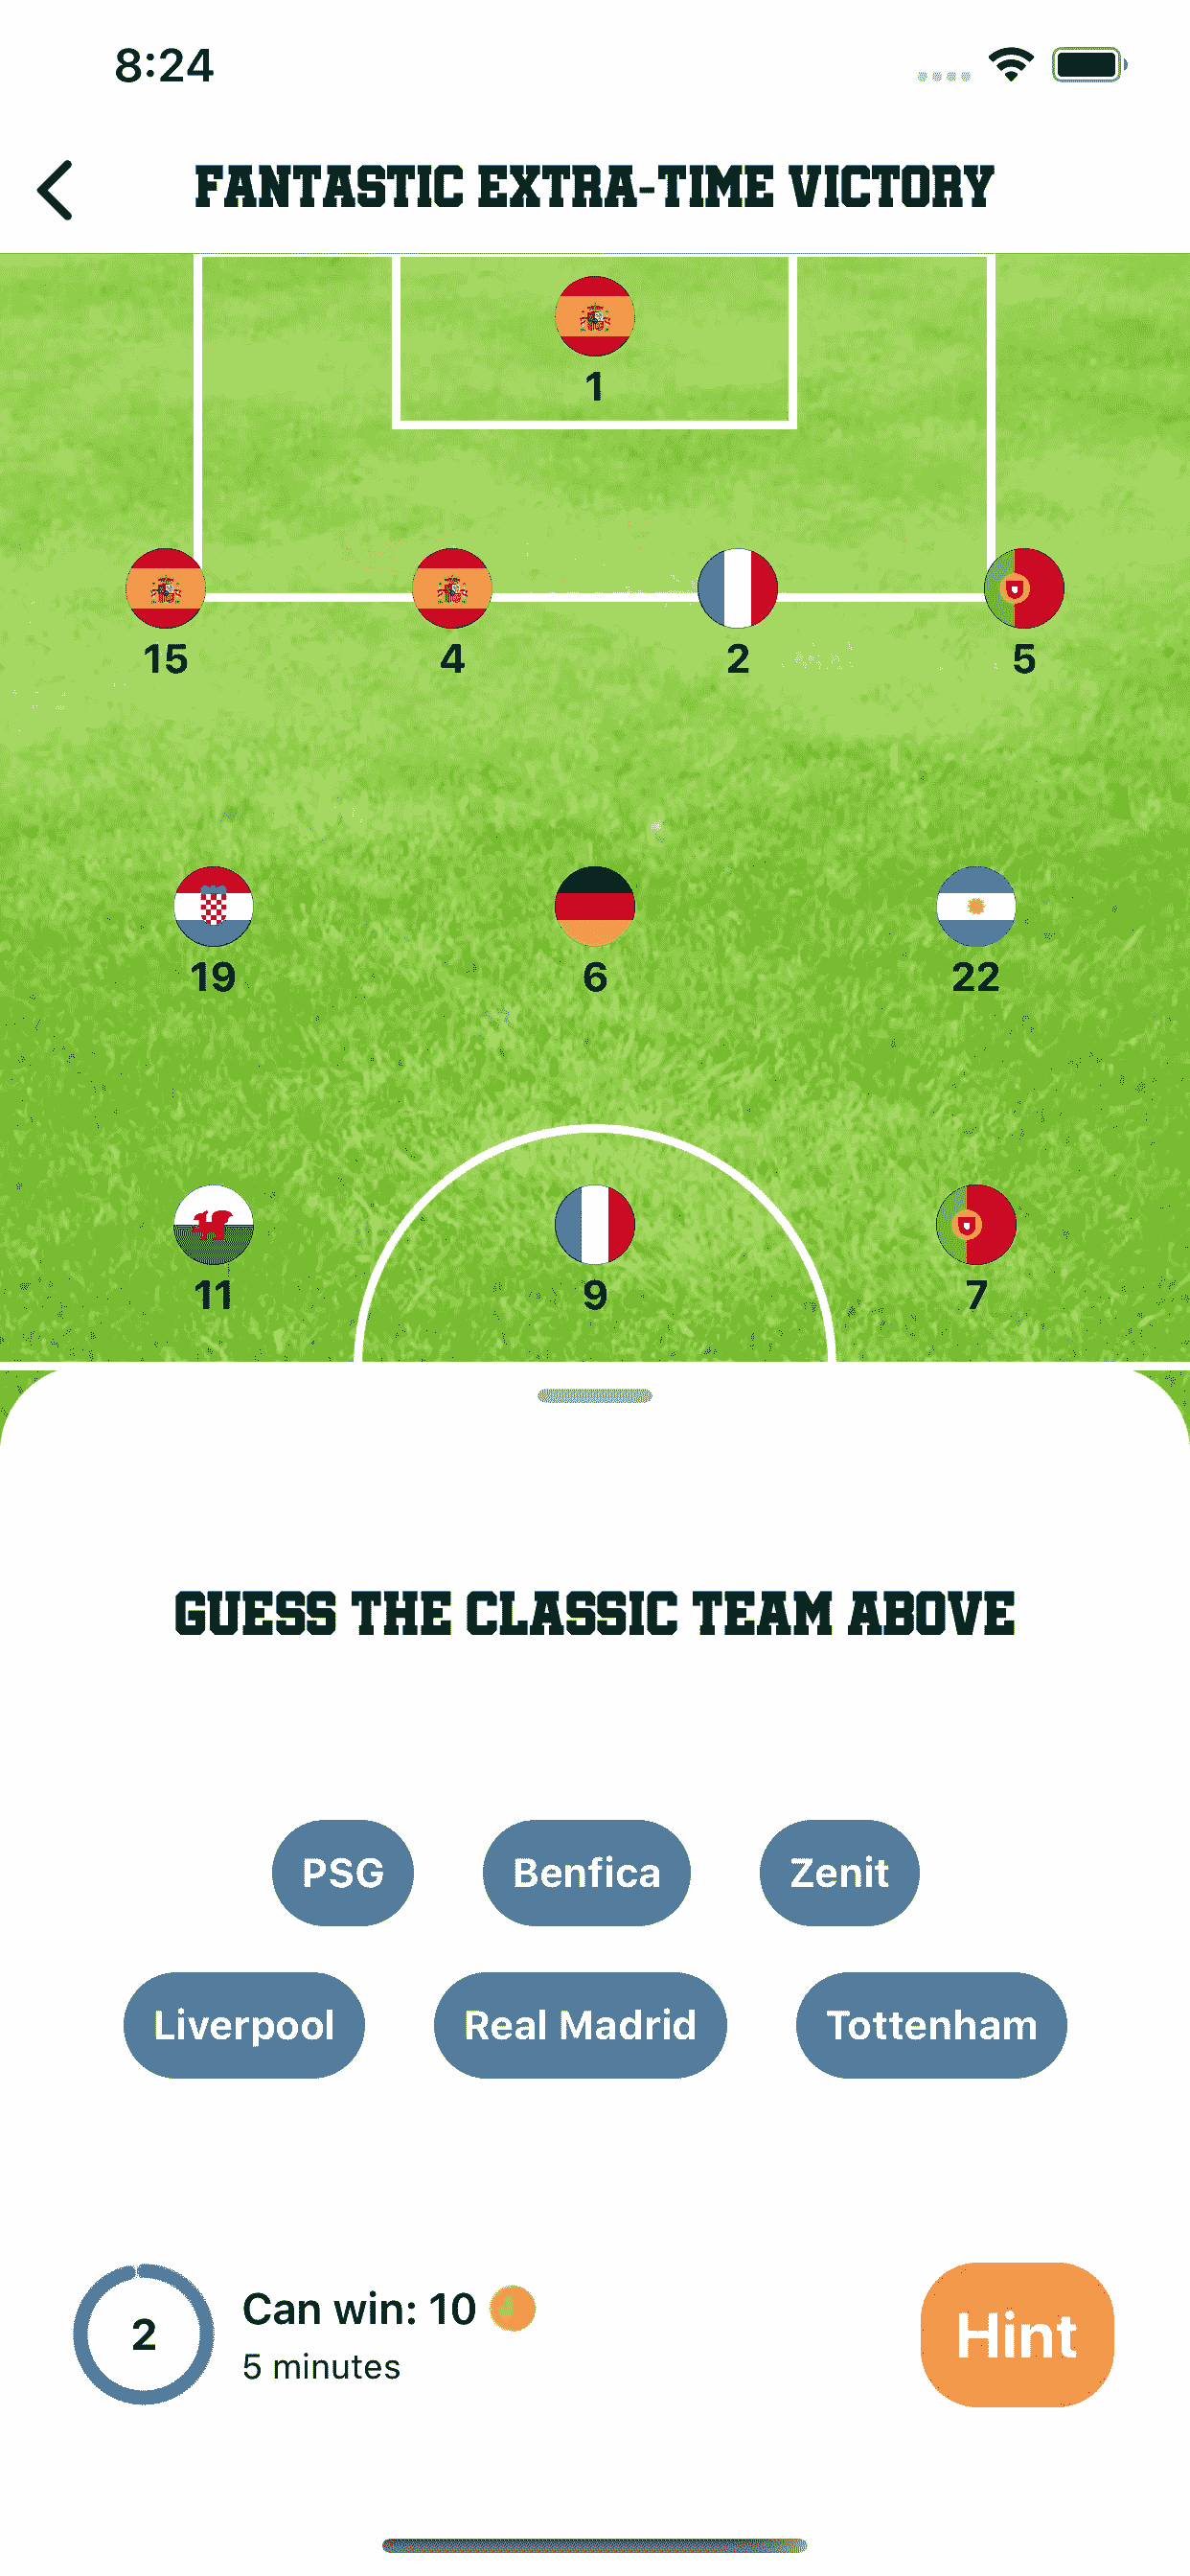 8:24
FANTASTIC EXTRA-TIME VICTORY
1
15 4 2 5
19 6 22
11 9 7
GUESS THE CLASSIC TEAM ABOVE
PSG Benfica Zenit
Liverpool Real Madrid Tottenham
2 Can win: 10
5 minutes
Hint